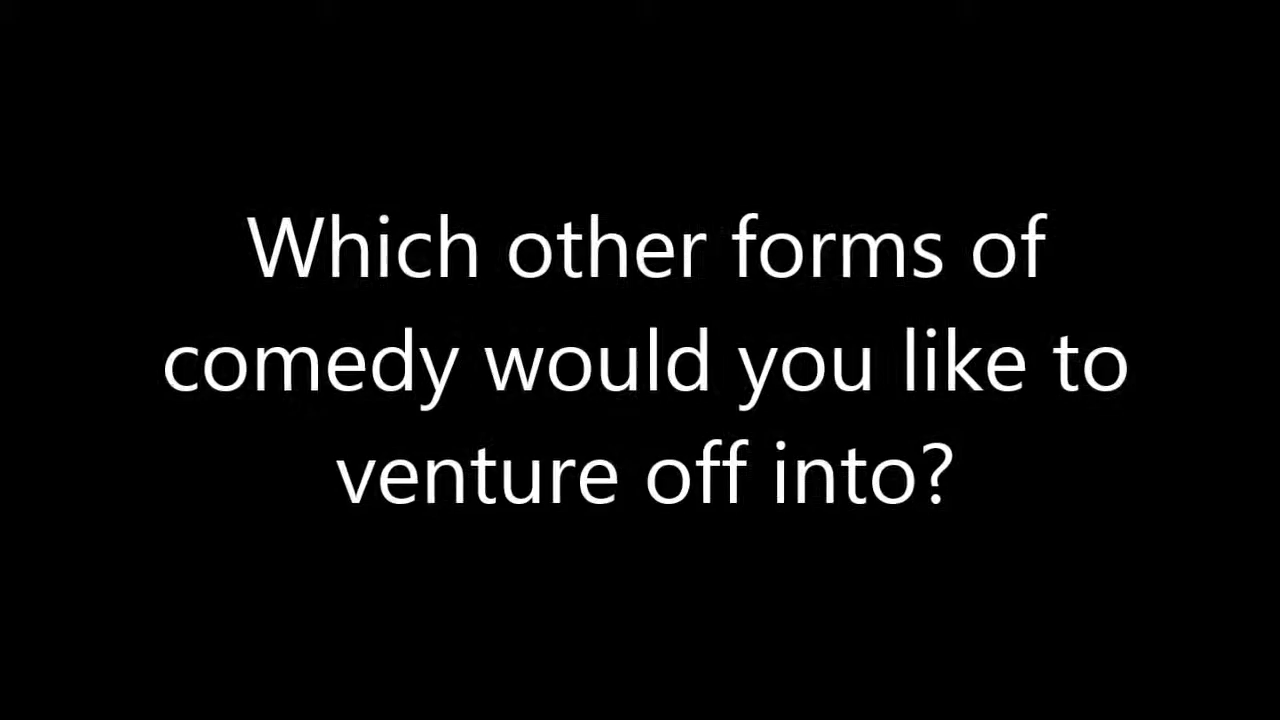 Which other forms of
comedy would you like to
venture off into?